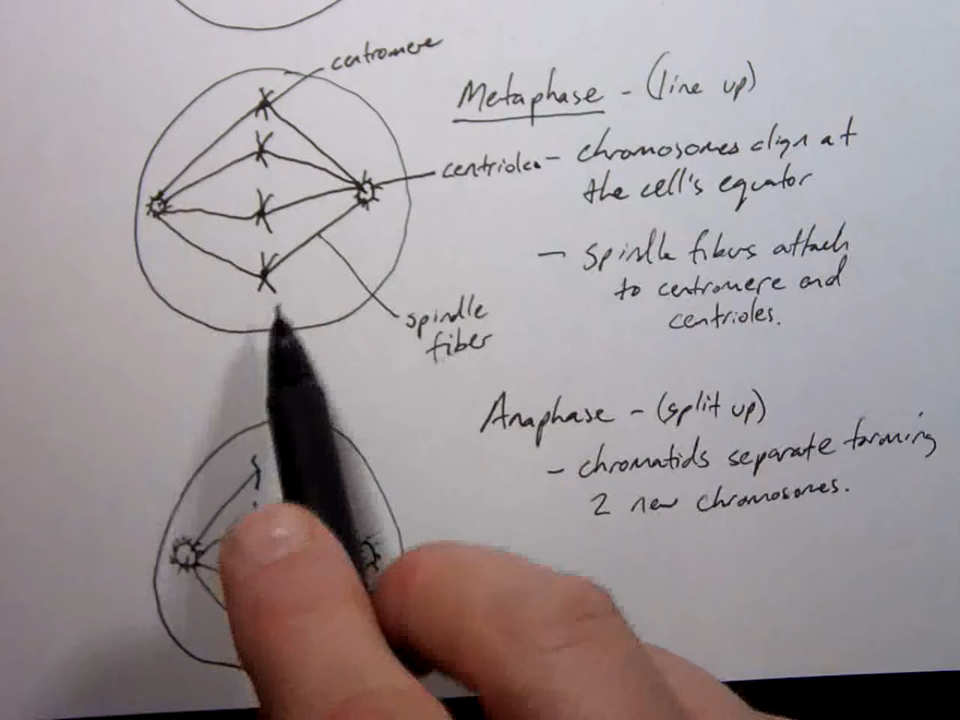 centromere
Metaphase - (line up)
centrioles - chromosomes align at
the cell's equator
- spindle fibers attach
to centromere and
centrioles.
spindle
fiber
Anaphase - (split up)
- chromatids separate forming
2 new chromosomes.